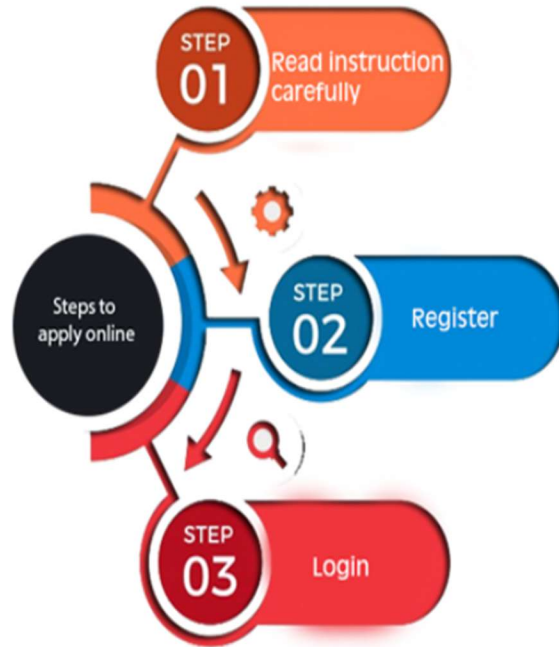 STEP
01
Read instruction
carefully
Steps to
apply online
STEP
02
Register
STEP
03
Login